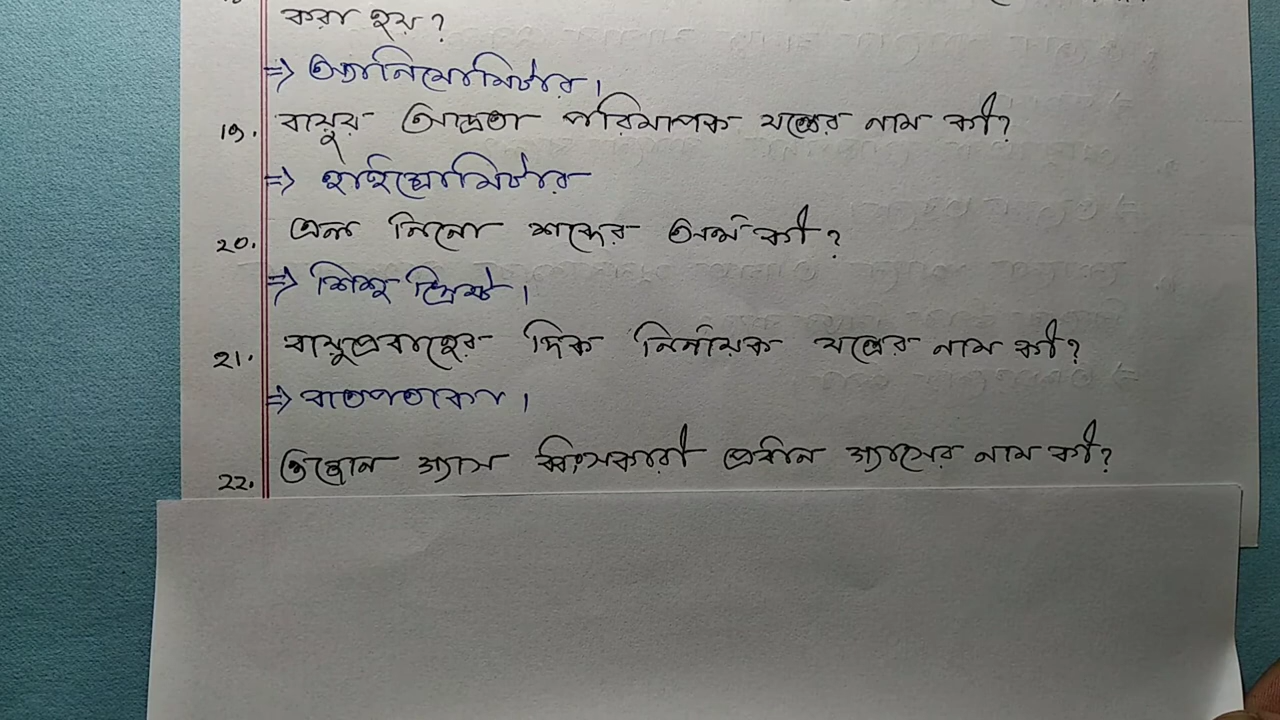 করা হয়?
⇒ অ্যানিমোমিটার।
19. বায়ুর আদ্রতা পরিমাপক যন্ত্রের নাম কী?
⇒ হাইগ্রোমিটার
20. এল নিনো শব্দের অর্থ কী?
⇒ শিশু খ্রিস্ট।
21. বায়ুপ্রবাহের দিক নির্ণায়ক যন্ত্রের নাম কী?
⇒ বাতপতাকা।
22. ওজোন গ্যাস ধ্বংসকারী প্রধান গ্যাসের নাম কী?